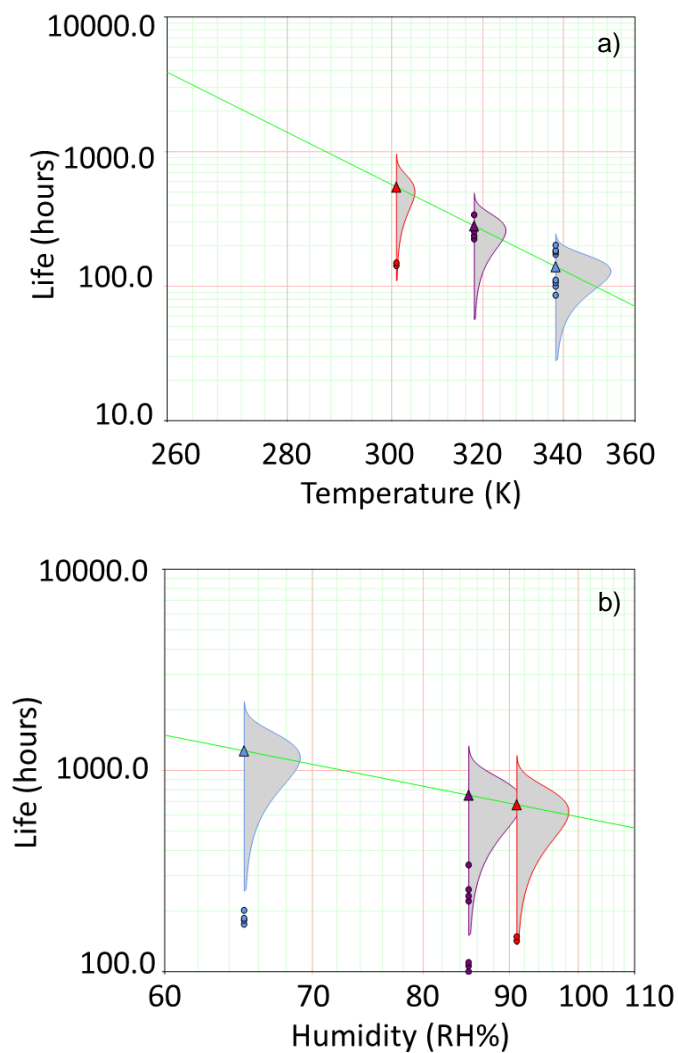 10000.0
a)
1000.0
Life (hours)
100.0
10.0
260 280 300 320 340 360
Temperature (K)
10000.0
b)
Life (hours)
1000.0
100.0
60 70 80 90 100 110
Humidity (RH%)